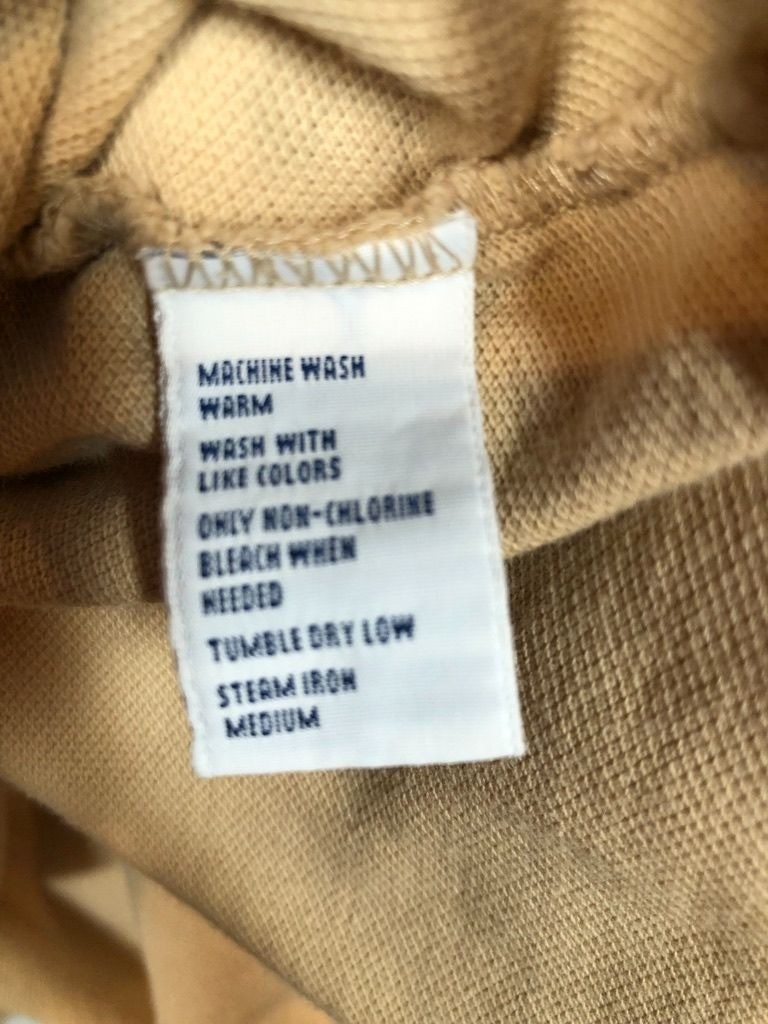 MACHINE WASH
WARM
WASH WITH
LIKE COLORS
ONLY NON-CHLORINE
BLEACH WHEN
NEEDED
TUMBLE DRY LOW
STEAM IRON
MEDIUM